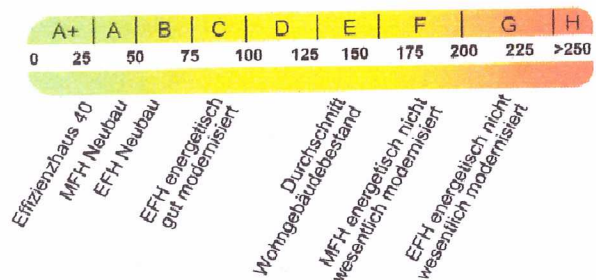 A+ A B C D E F G H
0 25 50 75 100 125 150 175 200 225 >250
Effizienzhaus 40
MFH Neubau
EFH Neubau
EFH energetisch
gut modernisiert
Durchschnitt
Wohngebäudebestand
MFH energetisch nicht
wesentlich modernisiert
EFH energetisch nicht
wesentlich modernisiert